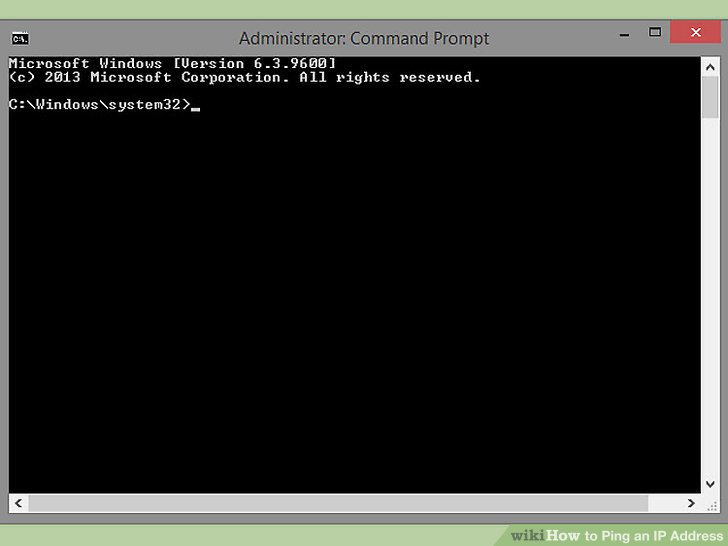 Administrator: Command Prompt
Microsoft Windows [Version 6.3.9600]
(c) 2013 Microsoft Corporation. All rights reserved.
C:\Windows\system32>_
wikiHow to Ping an IP Address